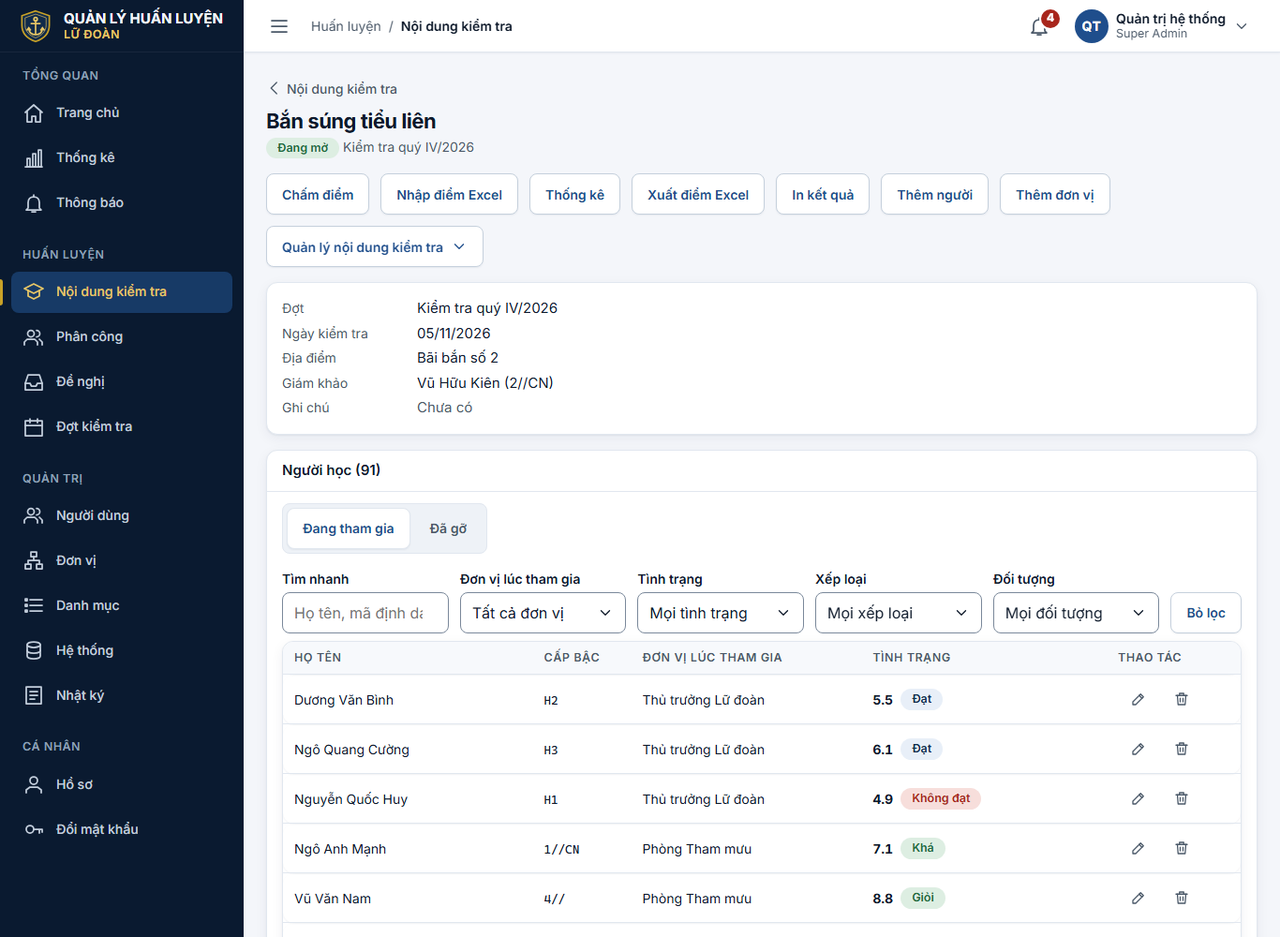 QUẢN LÝ HUẤN LUYỆN
LỮ ĐOÀN
TỔNG QUAN
Trang chủ
Thống kê
Thông báo
HUẤN LUYỆN
Nội dung kiểm tra
Phân công
Đề nghị
Đợt kiểm tra
QUẢN TRỊ
Người dùng
Đơn vị
Danh mục
Hệ thống
Nhật ký
CÁ NHÂN
Hồ sơ
Đổi mật khẩu
Huấn luyện / Nội dung kiểm tra
4
QT
Quản trị hệ thống
Super Admin
Nội dung kiểm tra
Bắn súng tiểu liên
Đang mở Kiểm tra quý IV/2026
Chấm điểm Nhập điểm Excel Thống kê Xuất điểm Excel In kết quả Thêm người Thêm đơn vị
Quản lý nội dung kiểm tra
Đợt Kiểm tra quý IV/2026
Ngày kiểm tra 05/11/2026
Địa điểm Bãi bắn số 2
Giám khảo Vũ Hữu Kiên (2//CN)
Ghi chú Chưa có
Người học (91)
Đang tham gia Đã gỡ
Tìm nhanh Đơn vị lúc tham gia Tình trạng Xếp loại Đối tượng
Họ tên, mã định da Tất cả đơn vị Mọi tình trạng Mọi xếp loại Mọi đối tượng Bỏ lọc
HỌ TÊN CẤP BẬC ĐƠN VỊ LÚC THAM GIA TÌNH TRẠNG THAO TÁC
Dương Văn Bình H2 Thủ trưởng Lữ đoàn 5.5 Đạt
Ngô Quang Cường H3 Thủ trưởng Lữ đoàn 6.1 Đạt
Nguyễn Quốc Huy H1 Thủ trưởng Lữ đoàn 4.9 Không đạt
Ngô Anh Mạnh 1//CN Phòng Tham mưu 7.1 Khá
Vũ Văn Nam 4// Phòng Tham mưu 8.8 Giỏi